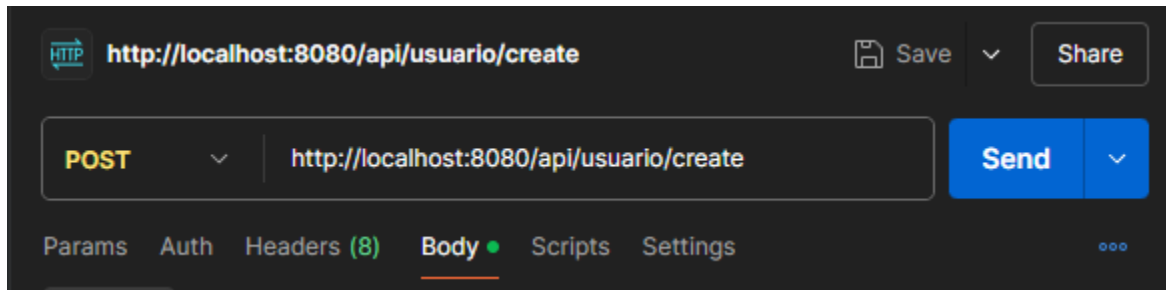 HTTP http://localhost:8080/api/usuario/create Save Share
POST http://localhost:8080/api/usuario/create Send
Params Auth Headers (8) Body Scripts Settings